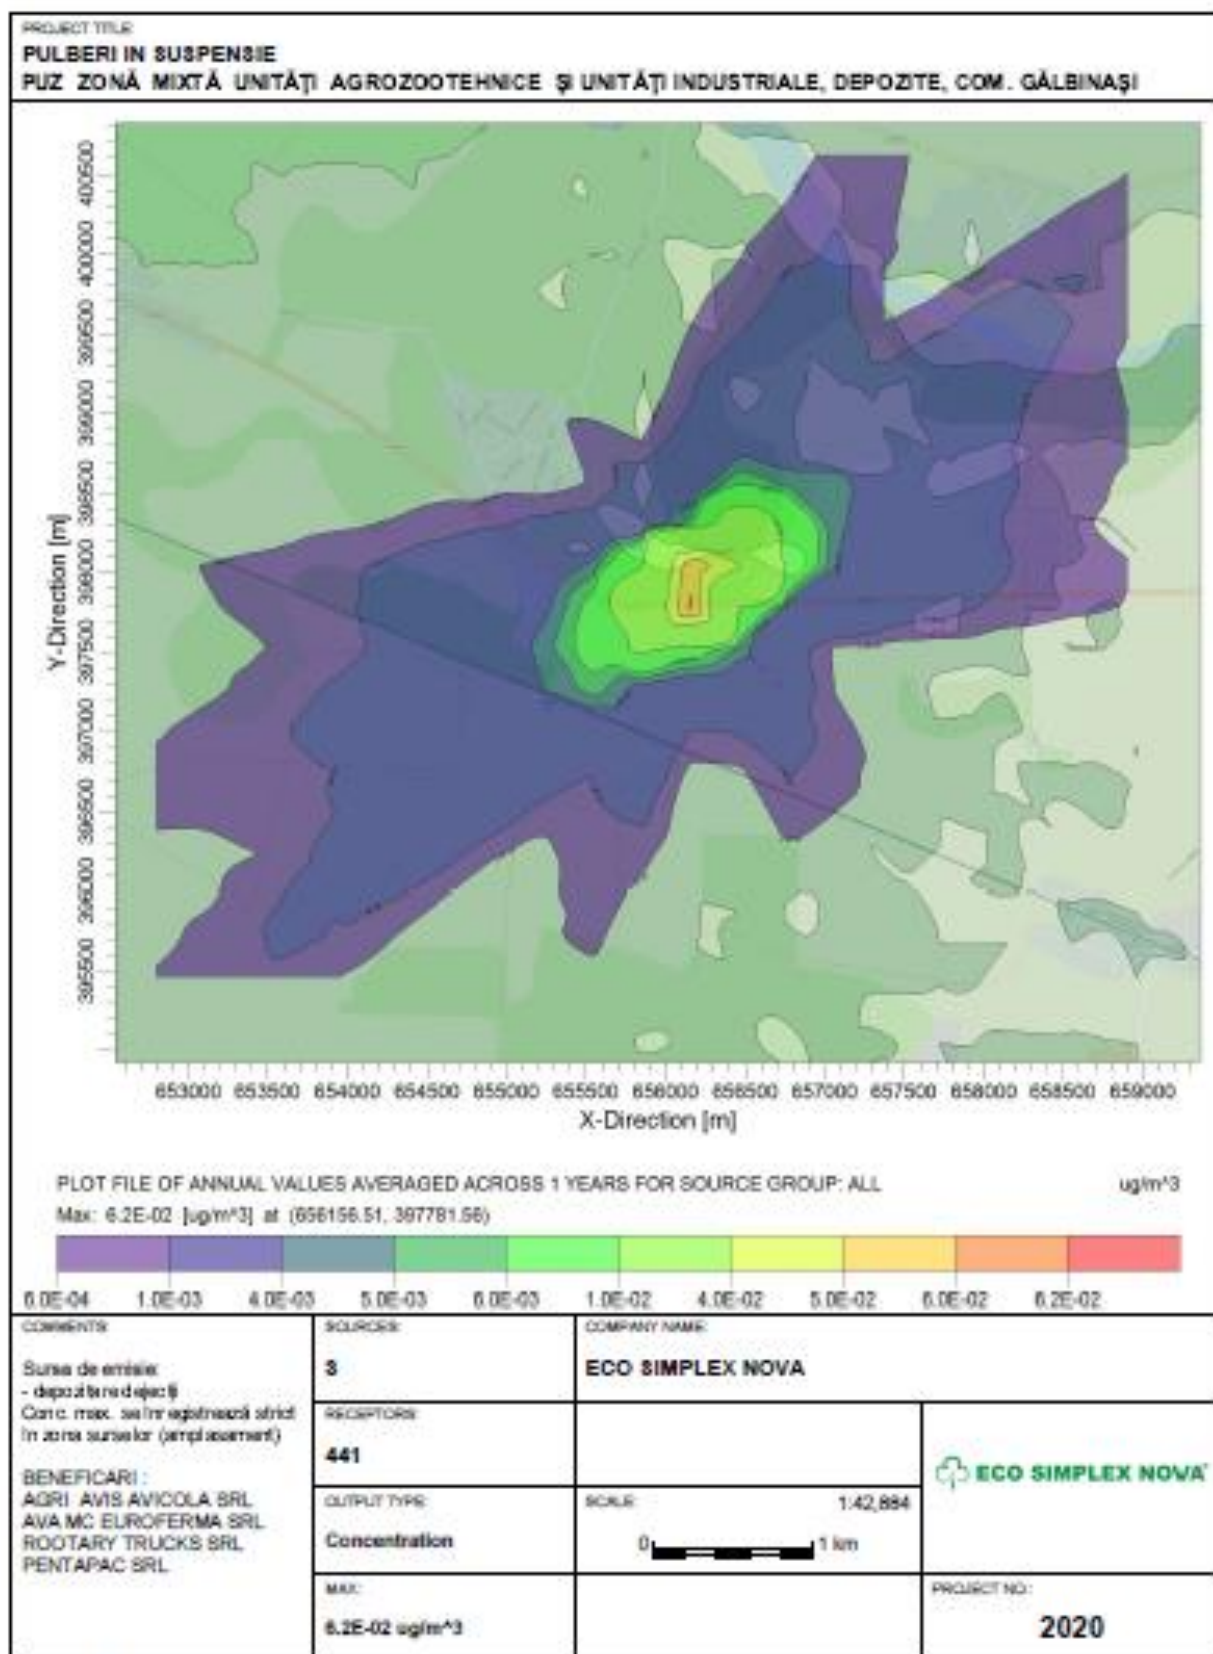 PROJECT TITLE:
PULBERI IN SUSPENSIE
PUZ ZONĂ MIXTĂ UNITĂŢI AGROZOOTEHNICE ŞI UNITĂŢI INDUSTRIALE, DEPOZITE, COM. GĂLBINAŞI
Y-Direction [m]
400500
400000
399500
399000
398500
398000
397500
397000
396500
396000
395500
653000 653500 654000 654500 655000 655500 656000 656500 657000 657500 658000 658500 659000
X-Direction [m]
PLOT FILE OF ANNUAL VALUES AVERAGED ACROSS 1 YEARS FOR SOURCE GROUP: ALL
ug/m^3
Max: 6.2E-02 [ug/m^3] at (656156.51, 397781.56)
6.0E-04 1.0E-03 4.0E-03 5.0E-03 6.0E-03 1.0E-02 4.0E-02 5.0E-02 6.0E-02 6.2E-02
COMMENTS:
Sursa de emisie:
- depozitare dejecţii
Conc. max. se înregistrează strict
în zona surselor (amplasament)
BENEFICARI :
AGRI AVIS AVICOLA SRL
AVA MC EUROFERMA SRL
ROOTARY TRUCKS SRL
PENTAPAC SRL
SOURCES:
3
COMPANY NAME:
ECO SIMPLEX NOVA
RECEPTORS:
441
OUTPUT TYPE:
Concentration
SCALE:
1:42,884
0 1 km
ECO SIMPLEX NOVA
MAX:
6.2E-02 ug/m^3
PROJECT NO.:
2020